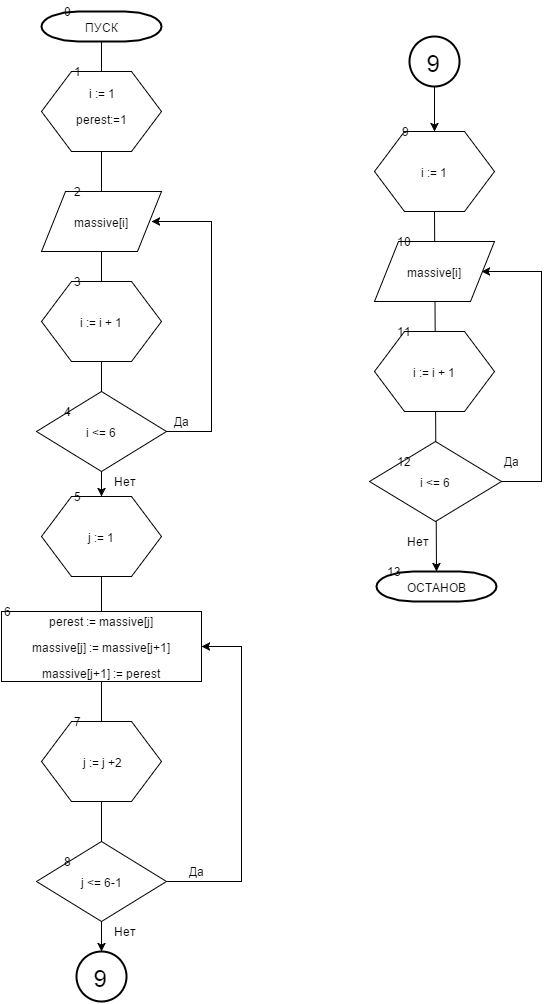 0
ПУСК
1
i := 1
perest:=1
2
massive[i]
3
i := i + 1
4
i <= 6
Да
Нет
5
j := 1
6
perest := massive[j]
massive[j] := massive[j+1]
massive[j+1] := perest
7
j := j +2
8
j <= 6-1
Да
Нет
9
9
9
i := 1
10
massive[i]
11
i := i + 1
12
i <= 6
Да
Нет
13
ОСТАНОВ